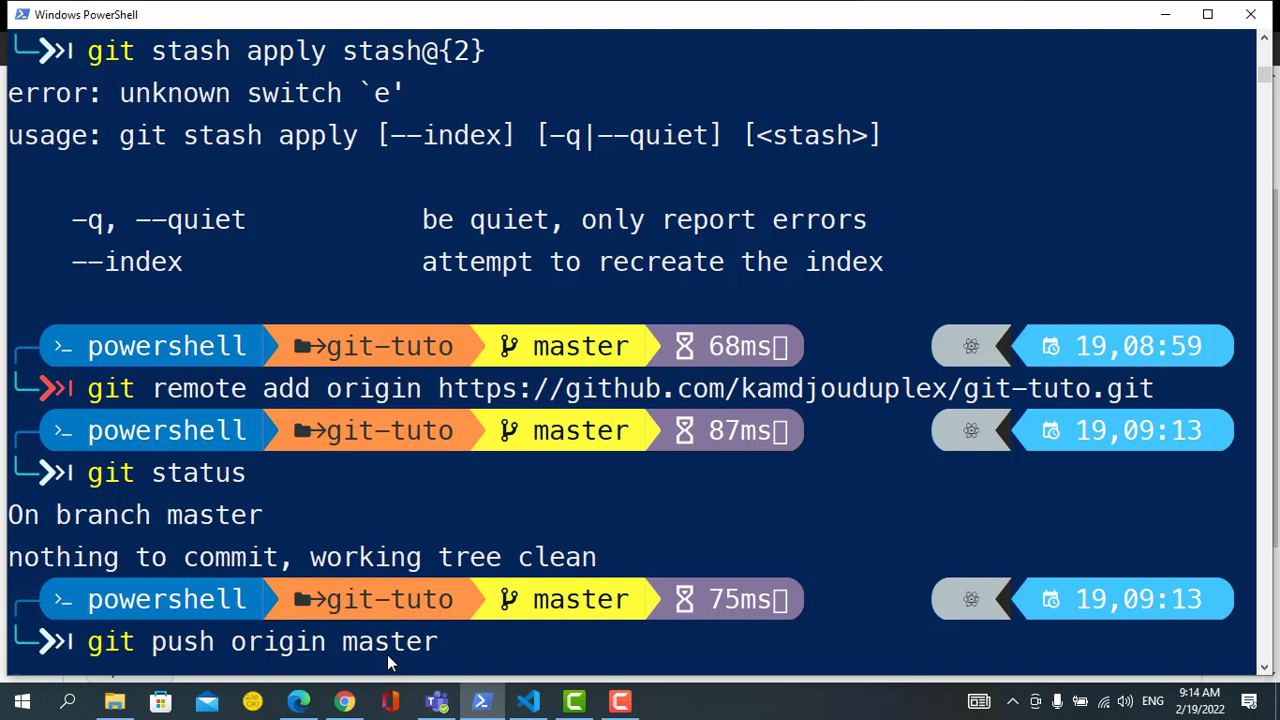 Windows PowerShell
git stash apply stash@{2}
error: unknown switch `e'
usage: git stash apply [--index] [-q|--quiet] [<stash>]
-q, --quiet be quiet, only report errors
--index attempt to recreate the index
powershell git-tuto master 68ms 19,08:59
git remote add origin https://github.com/kamdjouduplex/git-tuto.git
powershell git-tuto master 87ms 19,09:13
git status
On branch master
nothing to commit, working tree clean
powershell git-tuto master 75ms 19,09:13
git push origin master
ENG
9:14 AM
2/19/2022